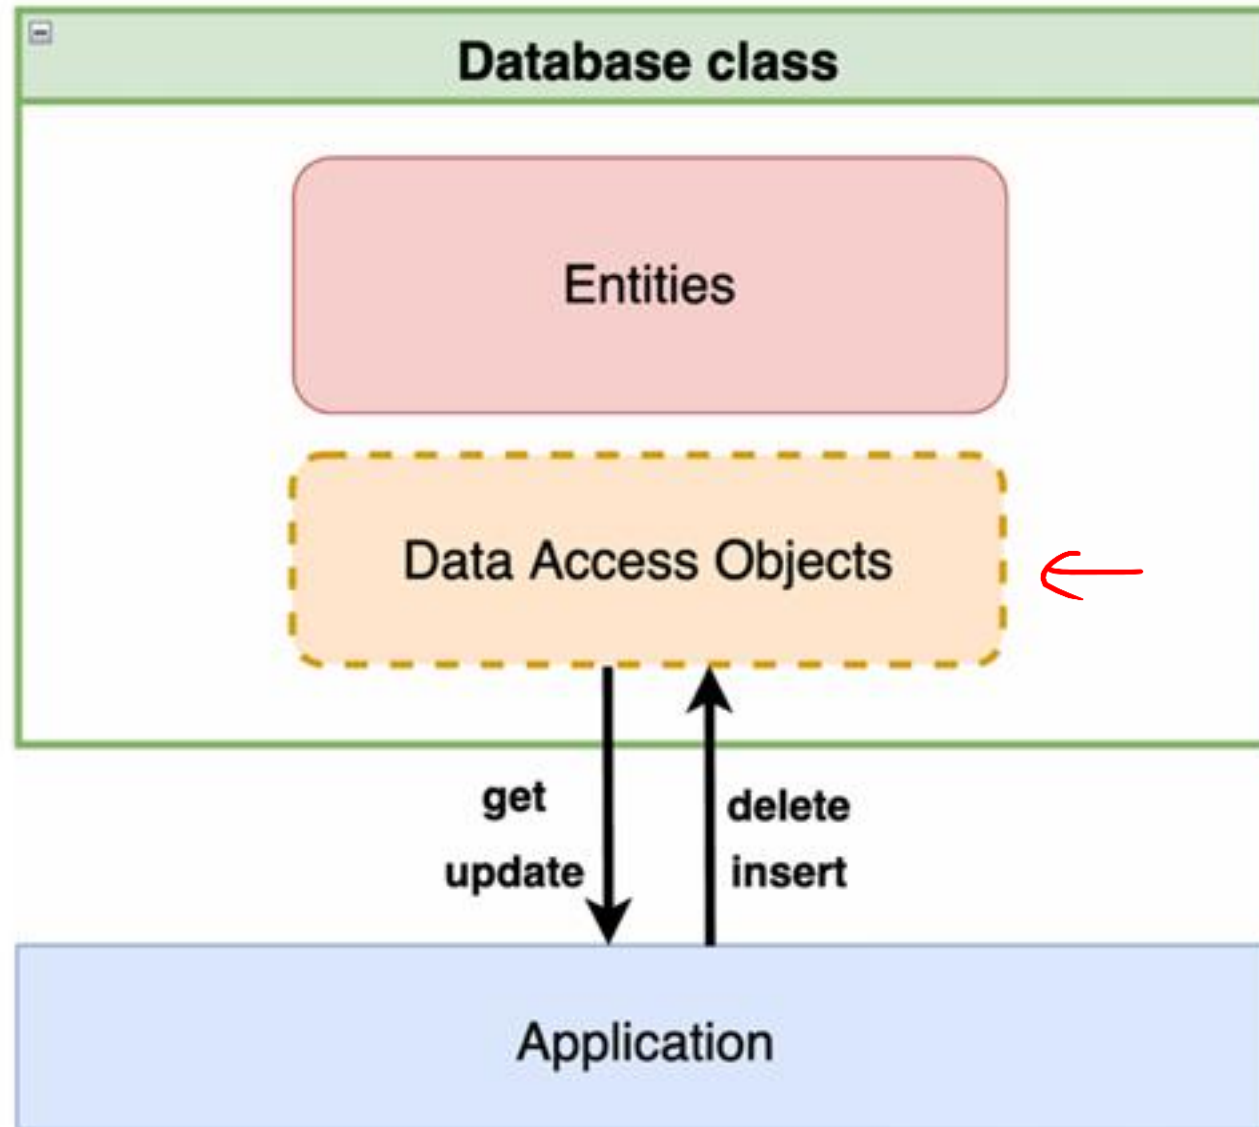 Database class
Entities
Data Access Objects
get
delete
update
insert
Application